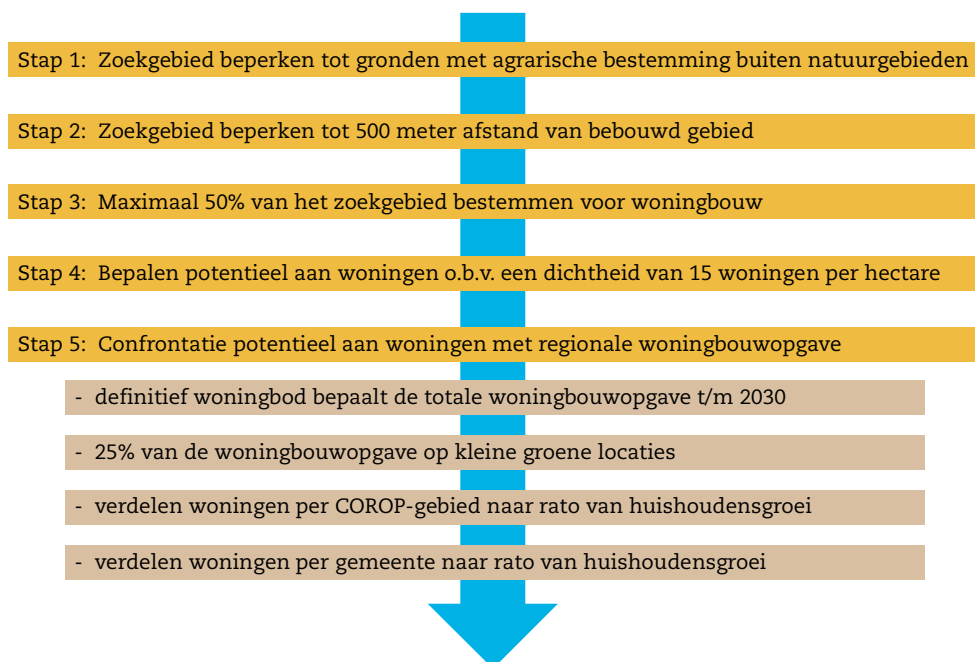 Stap 1: Zoekgebied beperken tot gronden met agrarische bestemming buiten natuurgebieden
Stap 2: Zoekgebied beperken tot 500 meter afstand van bebouwd gebied
Stap 3: Maximaal 50% van het zoekgebied bestemmen voor woningbouw
Stap 4: Bepalen potentieel aan woningen o.b.v. een dichtheid van 15 woningen per hectare
Stap 5: Confrontatie potentieel aan woningen met regionale woningbouwopgave
- definitief woningbod bepaalt de totale woningbouwopgave t/m 2030
- 25% van de woningbouwopgave op kleine groene locaties
- verdelen woningen per COROP-gebied naar rato van huishoudensgroei
- verdelen woningen per gemeente naar rato van huishoudensgroei